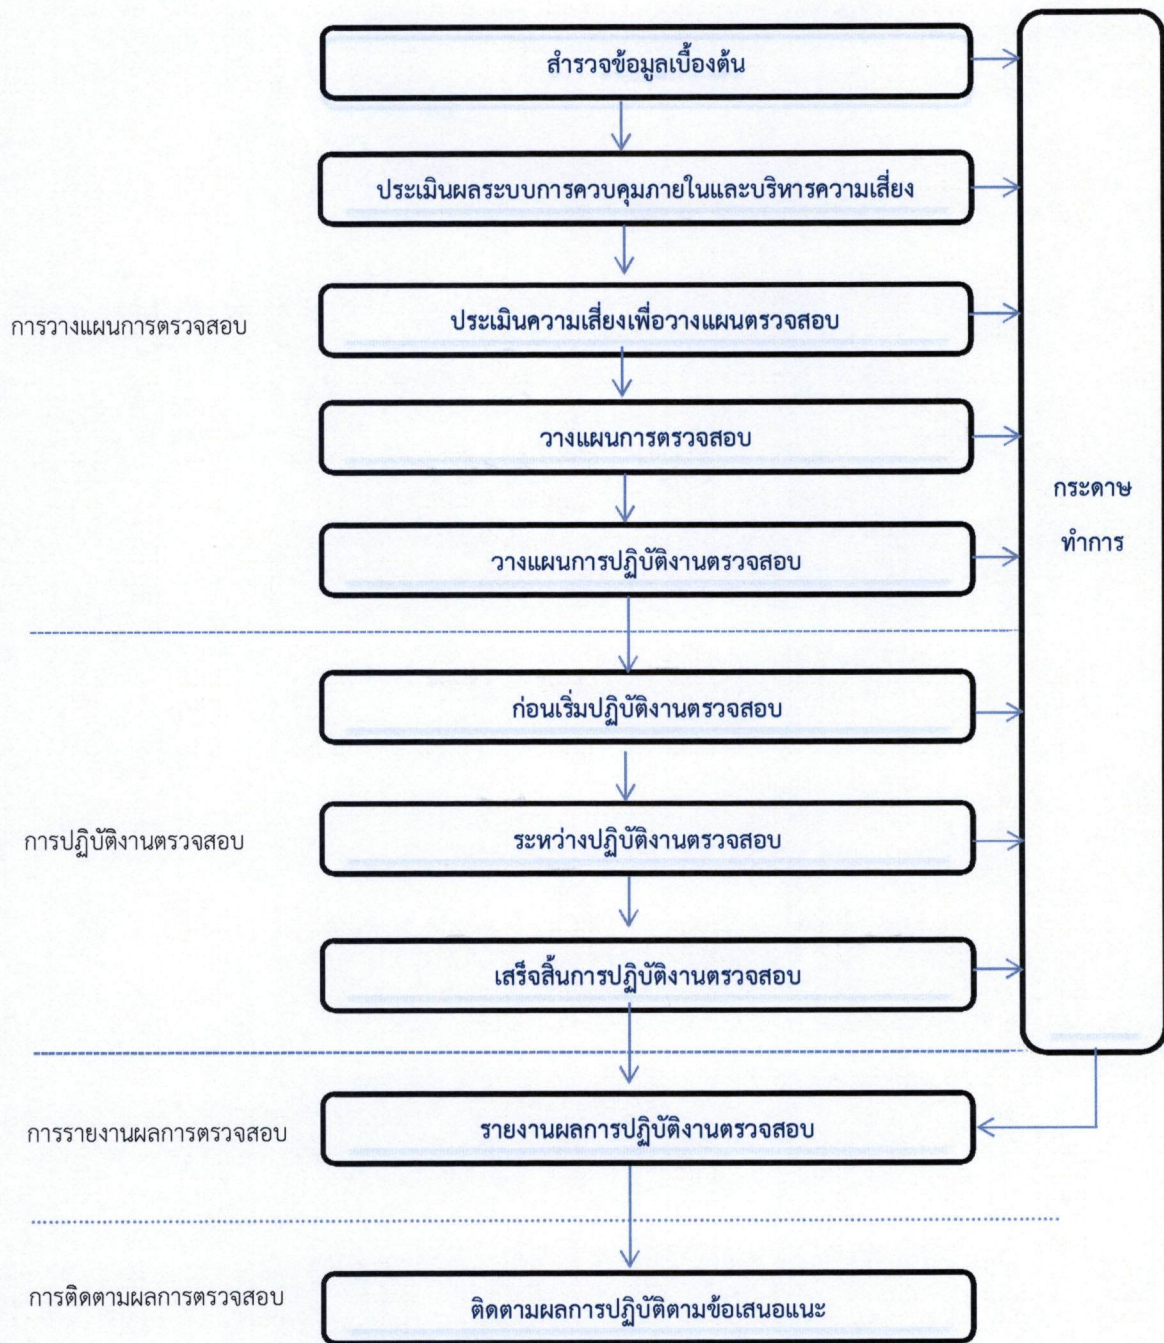 สำรวจข้อมูลเบื้องต้น
ประเมินผลระบบการควบคุมภายในและบริหารความเสี่ยง
การวางแผนการตรวจสอบ
ประเมินความเสี่ยงเพื่อวางแผนตรวจสอบ
วางแผนการตรวจสอบ
กระดาษ
ทำการ
วางแผนการปฏิบัติงานตรวจสอบ
ก่อนเริ่มปฏิบัติงานตรวจสอบ
การปฏิบัติงานตรวจสอบ
ระหว่างปฏิบัติงานตรวจสอบ
เสร็จสิ้นการปฏิบัติงานตรวจสอบ
การรายงานผลการตรวจสอบ
รายงานผลการปฏิบัติงานตรวจสอบ
การติดตามผลการตรวจสอบ
ติดตามผลการปฏิบัติตามข้อเสนอแนะ